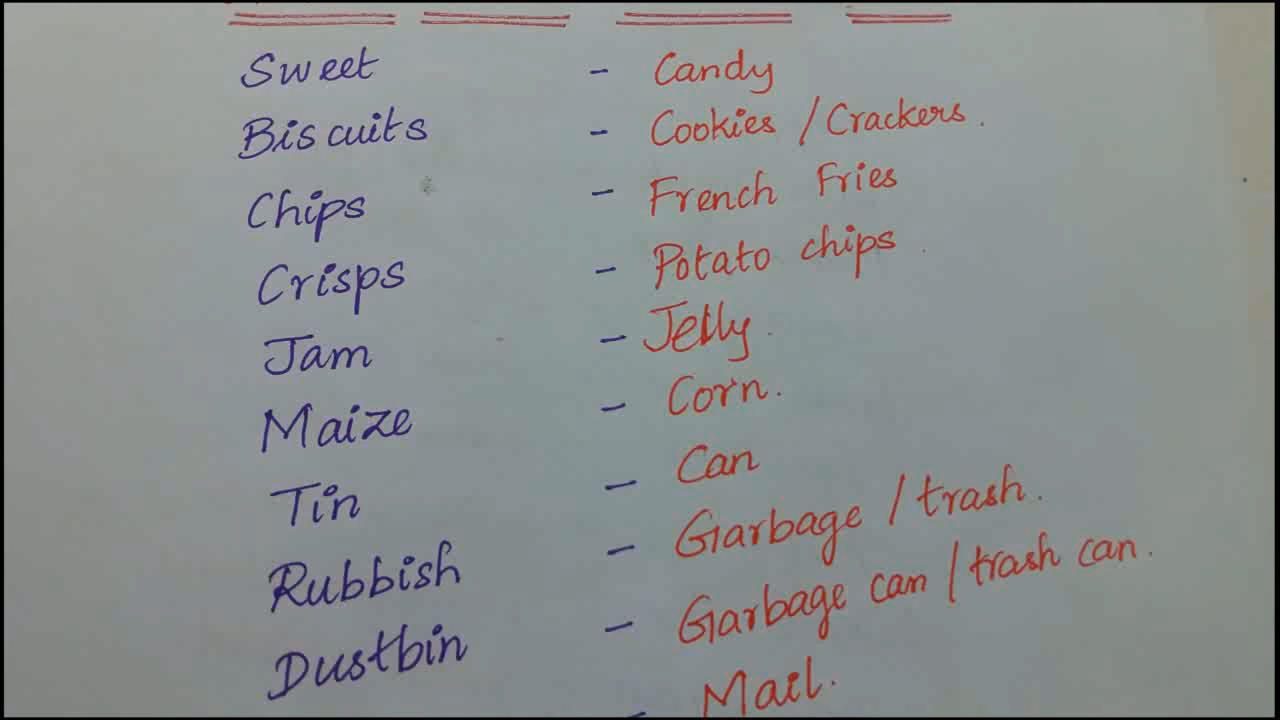 Sweet - Candy
Biscuits - Cookies / Crackers.
Chips - French Fries
Crisps - Potato chips.
Jam - Jelly.
Maize - Corn.
Tin - Can
Rubbish - Garbage / trash.
Dustbin - Garbage can / trash can.
- Mail.